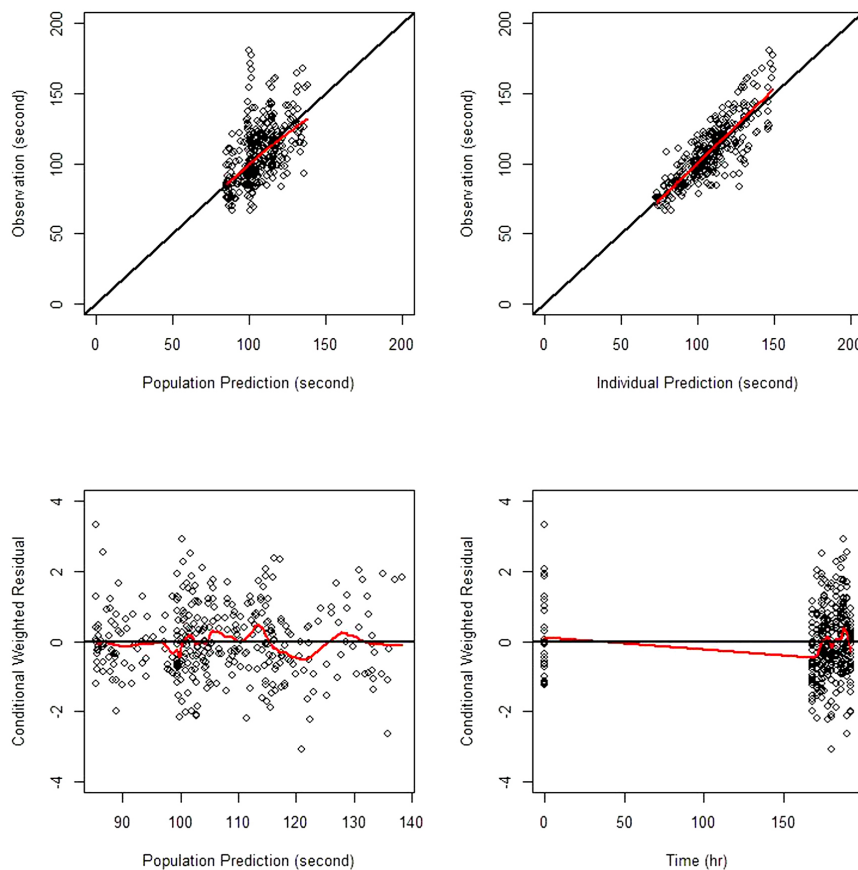 200
150
100
50
0
Observation (second)
0 50 100 150 200
Population Prediction (second)
200
150
100
50
0
Observation (second)
0 50 100 150 200
Individual Prediction (second)
4
2
0
-2
-4
Conditional Weighted Residual
90 100 110 120 130 140
Population Prediction (second)
4
2
0
-2
-4
Conditional Weighted Residual
0 50 100 150
Time (hr)